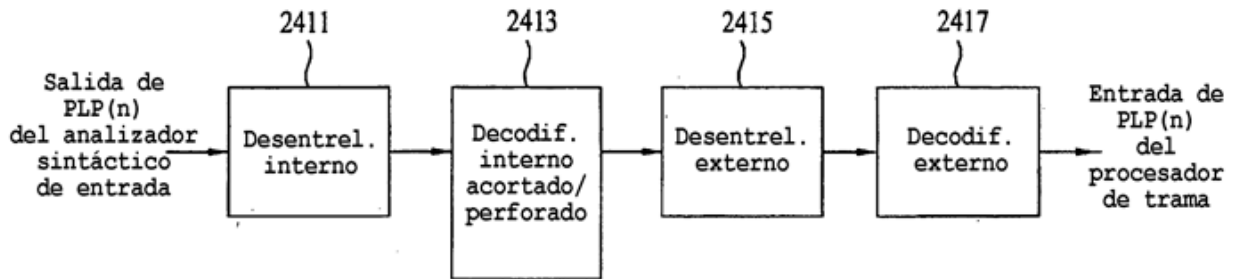 2411
2413
2415
2417
Salida de
PLP(n)
del analizador
sintáctico
de entrada
Desentrel.
interno
Decodif.
interno
acortado/
perforado
Desentrel.
externo
Decodif.
externo
Entrada de
PLP(n)
del
procesador
de trama